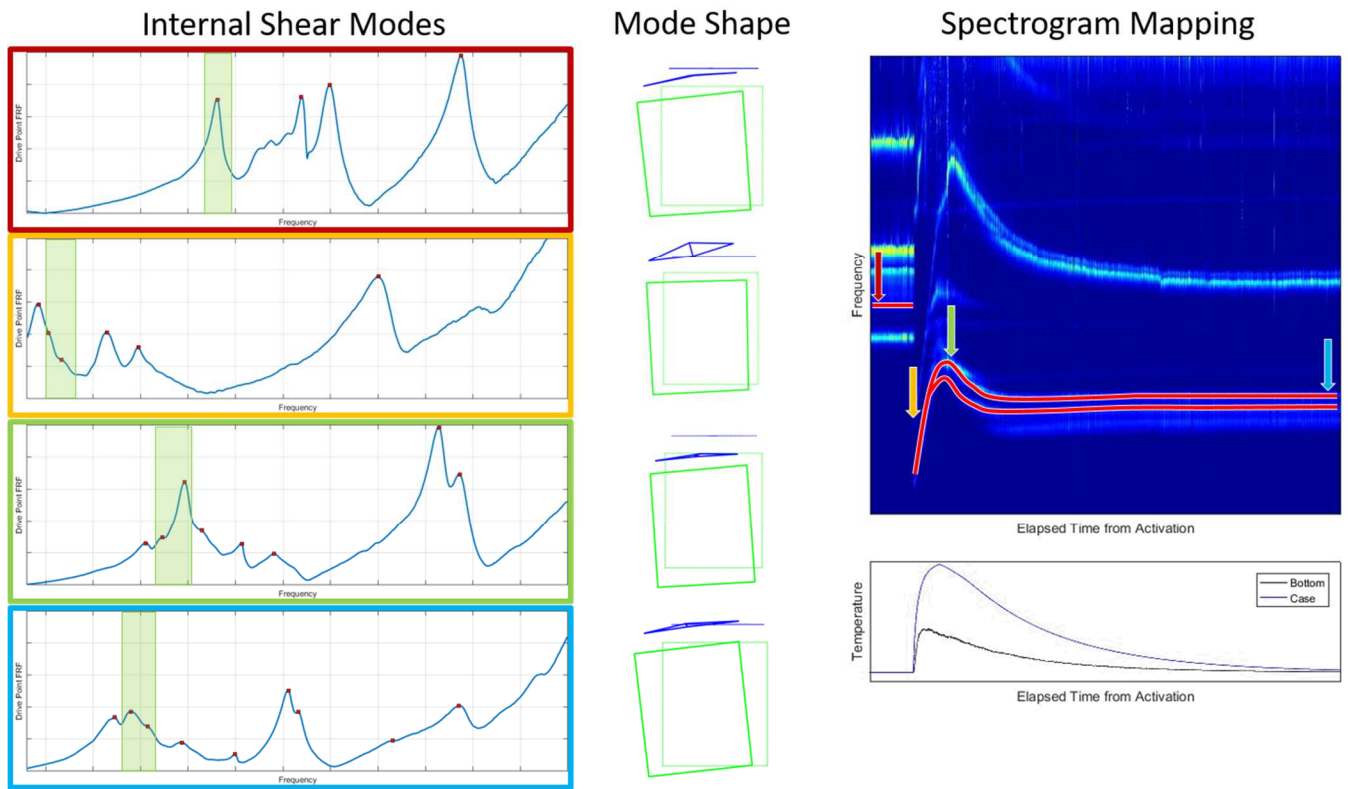 Internal Shear Modes
Mode Shape
Spectrogram Mapping
Drive Point FRF
Frequency
Drive Point FRF
Frequency
Drive Point FRF
Frequency
Drive Point FRF
Frequency
Frequency
Elapsed Time from Activation
Temperature
Bottom
Case
Elapsed Time from Activation